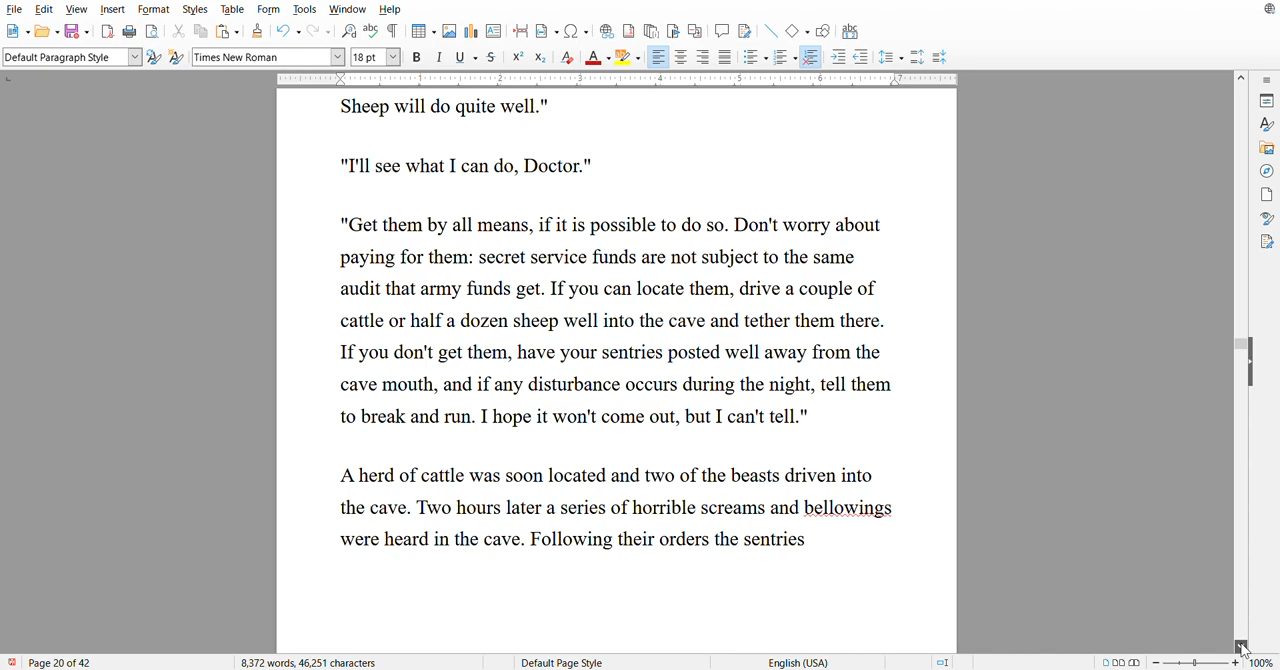 File Edit View Insert Format Styles Table Form Tools Window Help
Default Paragraph Style Times New Roman 18 pt
1 2 3 4 5 6 7
Sheep will do quite well."
"I'll see what I can do, Doctor."
"Get them by all means, if it is possible to do so. Don't worry about
paying for them: secret service funds are not subject to the same
audit that army funds get. If you can locate them, drive a couple of
cattle or half a dozen sheep well into the cave and tether them there.
If you don't get them, have your sentries posted well away from the
cave mouth, and if any disturbance occurs during the night, tell them
to break and run. I hope it won't come out, but I can't tell."
A herd of cattle was soon located and two of the beasts driven into
the cave. Two hours later a series of horrible screams and bellowings
were heard in the cave. Following their orders the sentries
Page 20 of 42 8,372 words, 46,251 characters Default Page Style English (USA) 100%